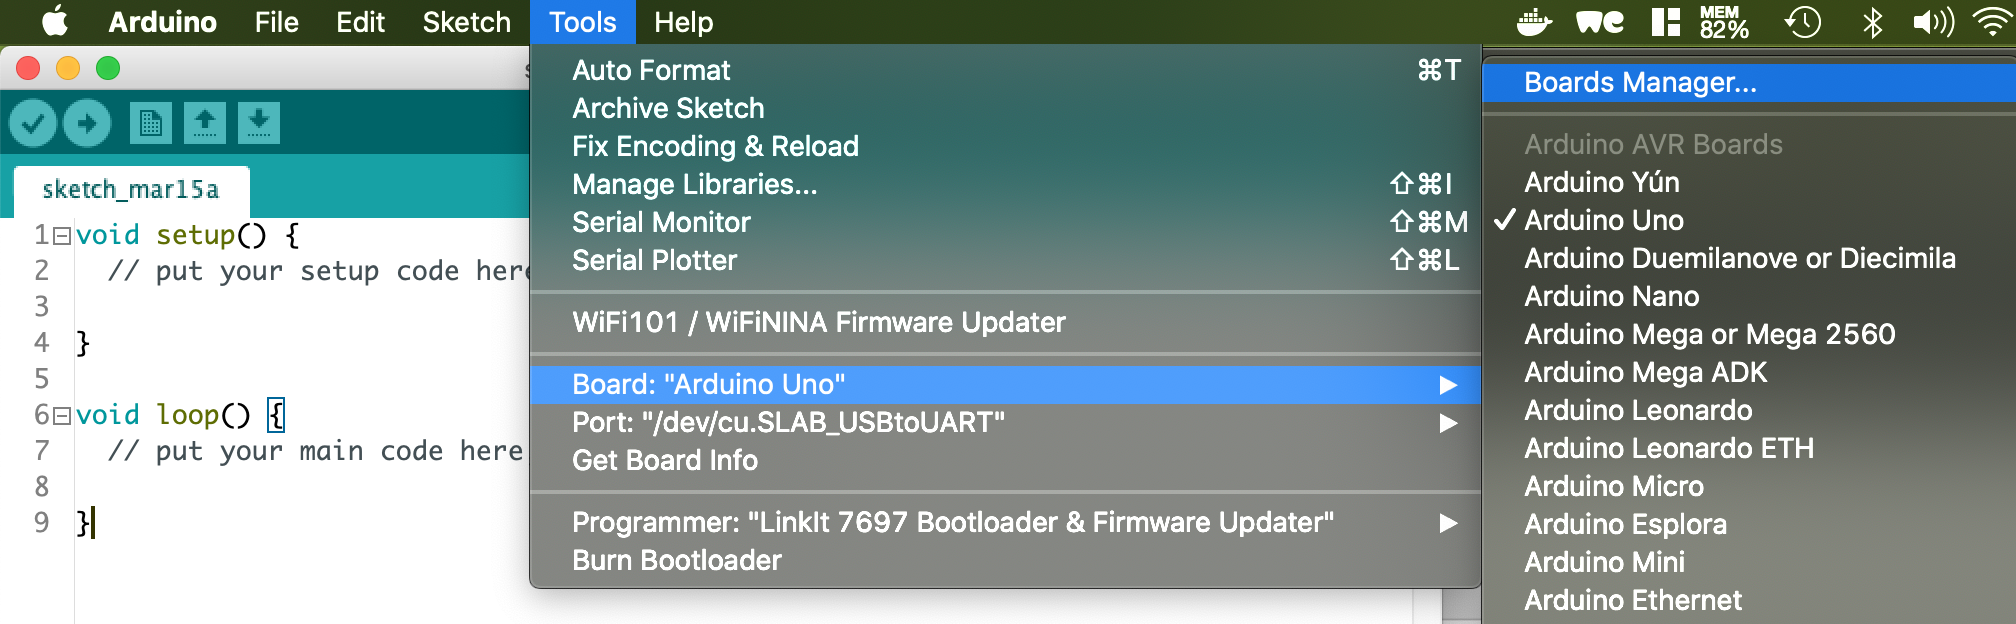 Arduino File Edit Sketch Tools Help MEM 82%
Auto Format ⌘T
Archive Sketch
Fix Encoding & Reload
Manage Libraries... ⇧⌘I
Serial Monitor ⇧⌘M
Serial Plotter ⇧⌘L
WiFi101 / WiFiNINA Firmware Updater
Board: "Arduino Uno"
Port: "/dev/cu.SLAB_USBtoUART"
Get Board Info
Programmer: "LinkIt 7697 Bootloader & Firmware Updater"
Burn Bootloader
Boards Manager...
Arduino AVR Boards
Arduino Yún
✓ Arduino Uno
Arduino Duemilanove or Diecimila
Arduino Nano
Arduino Mega or Mega 2560
Arduino Mega ADK
Arduino Leonardo
Arduino Leonardo ETH
Arduino Micro
Arduino Esplora
Arduino Mini
Arduino Ethernet
sketch_mar15a
1 void setup() {
2 // put your setup code here
3
4 }
5
6 void loop() {
7 // put your main code here
8
9 }